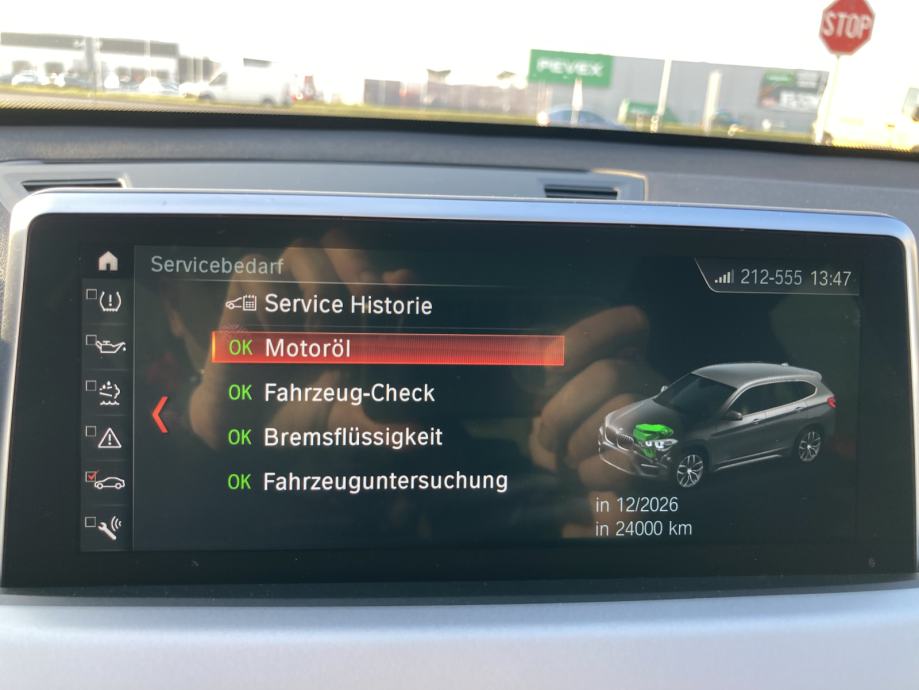 STOP
PEVEX
Servicebedarf
212-555 13:47
Service Historie
OK Motoröl
OK Fahrzeug-Check
OK Bremsflüssigkeit
OK Fahrzeuguntersuchung
in 12/2026
in 24000 km